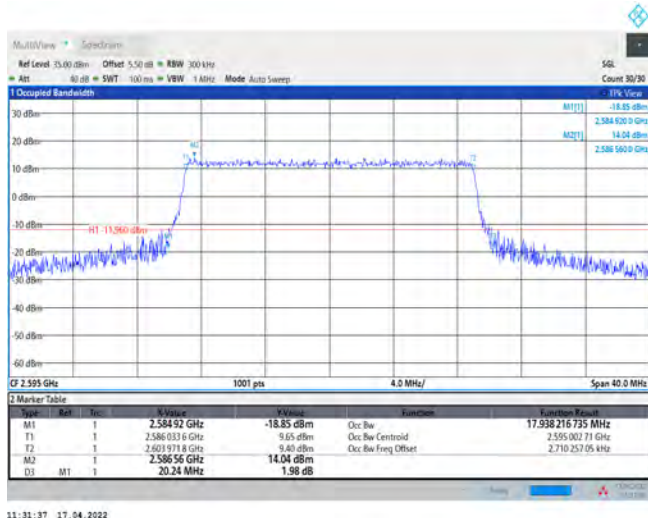 MultiView Spectrum
Ref Level 35.00 dBm Offset 5.50 dB RBW 300 kHz SGL
Att 40 dB SWT 100 ms VBW 1 MHz Mode Auto Sweep Count 30/30
1 Occupied Bandwidth 1Pk View
M1[1] -18.85 dBm
2.584 920 0 GHz
M2[1] 14.04 dBm
2.586 560 0 GHz
30 dBm
20 dBm
M2
T1 T2
10 dBm
0 dBm
-10 dBm
H1 -11.960 dBm
-20 dBm
-30 dBm
-40 dBm
-50 dBm
-60 dBm
CF 2.595 GHz 1001 pts 4.0 MHz/ Span 40.0 MHz
2 Marker Table
Type Ref Trc X-Value Y-Value Function Function Result
M1 1 2.584 92 GHz -18.85 dBm Occ Bw 17.938 216 735 MHz
T1 1 2.586 033 6 GHz 9.65 dBm Occ Bw Centroid 2.595 002 71 GHz
T2 1 2.603 971 8 GHz 9.40 dBm Occ Bw Freq Offset 2.710 257 05 kHz
M2 1 2.586 56 GHz 14.04 dBm
D3 M1 1 20.24 MHz 1.98 dB
11:31:37 17.04.2022